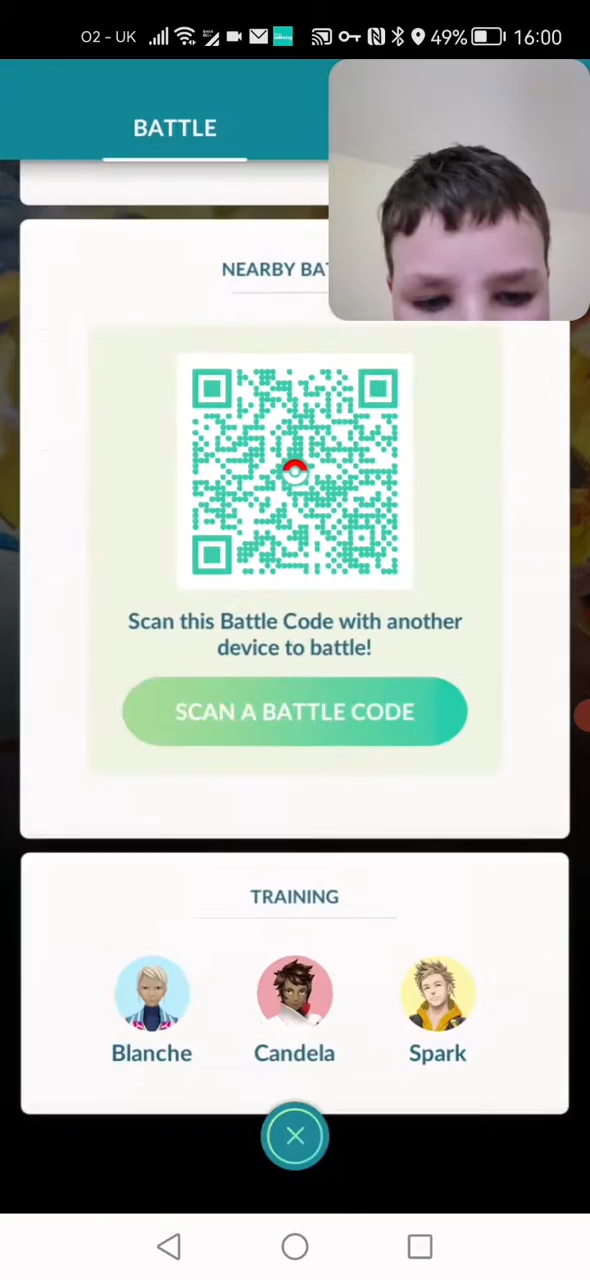 O2 - UK 49% 16:00
BATTLE
NEARBY BA
Scan this Battle Code with another
device to battle!
SCAN A BATTLE CODE
TRAINING
Blanche Candela Spark